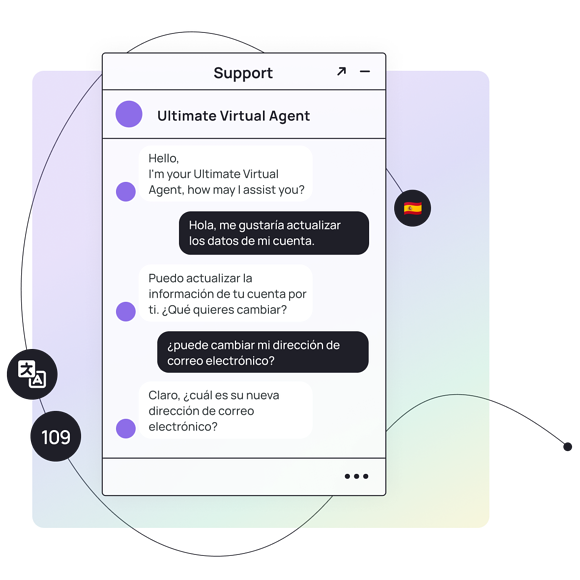 Support
Ultimate Virtual Agent
Hello,
I'm your Ultimate Virtual
Agent, how may I assist you?
Hola, me gustaría actualizar
los datos de mi cuenta.
Puedo actualizar la
información de tu cuenta por
ti. ¿Qué quieres cambiar?
¿puede cambiar mi dirección de
correo electrónico?
Claro, ¿cuál es su nueva
dirección de correo
electrónico?
文A
109